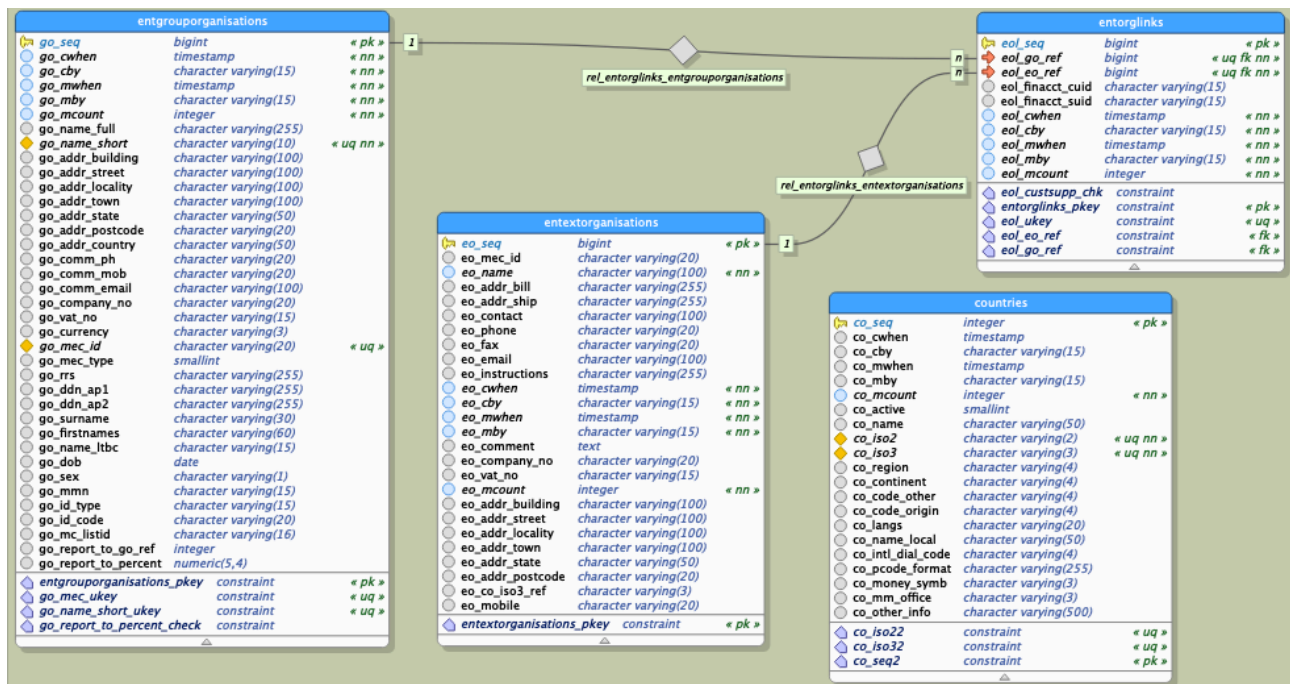 entgrouporganisations
go_seq bigint « pk »
go_cwhen timestamp « nn »
go_cby character varying(15) « nn »
go_mwhen timestamp « nn »
go_mby character varying(15) « nn »
go_mcount integer « nn »
go_name_full character varying(255)
go_name_short character varying(10) « uq nn »
go_addr_building character varying(100)
go_addr_street character varying(100)
go_addr_locality character varying(100)
go_addr_town character varying(100)
go_addr_state character varying(50)
go_addr_postcode character varying(20)
go_addr_country character varying(50)
go_comm_ph character varying(20)
go_comm_mob character varying(20)
go_comm_email character varying(100)
go_company_no character varying(20)
go_vat_no character varying(15)
go_currency character varying(3)
go_mec_id character varying(20) « uq »
go_mec_type smallint
go_rrs character varying(255)
go_ddn_ap1 character varying(255)
go_ddn_ap2 character varying(255)
go_surname character varying(30)
go_firstnames character varying(60)
go_name_ltbc character varying(15)
go_dob date
go_sex character varying(1)
go_mmn character varying(15)
go_id_type character varying(15)
go_id_code character varying(20)
go_mc_listid character varying(16)
go_report_to_go_ref integer
go_report_to_percent numeric(5,4)
entgrouporganisations_pkey constraint « pk »
go_mec_ukey constraint « uq »
go_name_short_ukey constraint « uq »
go_report_to_percent_check constraint
1
rel_entorglinks_entgrouporganisations
n
n
rel_entorglinks_entextorganisations
1
entextorganisations
eo_seq bigint « pk »
eo_mec_id character varying(20)
eo_name character varying(100) « nn »
eo_addr_bill character varying(255)
eo_addr_ship character varying(255)
eo_contact character varying(100)
eo_phone character varying(20)
eo_fax character varying(20)
eo_email character varying(100)
eo_instructions character varying(255)
eo_cwhen timestamp « nn »
eo_cby character varying(15) « nn »
eo_mwhen timestamp « nn »
eo_mby character varying(15) « nn »
eo_comment text
eo_company_no character varying(20)
eo_vat_no character varying(15)
eo_mcount integer « nn »
eo_addr_building character varying(100)
eo_addr_street character varying(100)
eo_addr_locality character varying(100)
eo_addr_town character varying(100)
eo_addr_state character varying(50)
eo_addr_postcode character varying(20)
eo_co_iso3_ref character varying(3)
eo_mobile character varying(20)
entextorganisations_pkey constraint « pk »
entorglinks
eol_seq bigint « pk »
eol_go_ref bigint « uq fk nn »
eol_eo_ref bigint « uq fk nn »
eol_finacct_cuid character varying(15)
eol_finacct_suid character varying(15)
eol_cwhen timestamp « nn »
eol_cby character varying(15) « nn »
eol_mwhen timestamp « nn »
eol_mby character varying(15) « nn »
eol_mcount integer « nn »
eol_custsupp_chk constraint
entorglinks_pkey constraint « pk »
eol_ukey constraint « uq »
eol_eo_ref constraint « fk »
eol_go_ref constraint « fk »
countries
co_seq integer « pk »
co_cwhen timestamp
co_cby character varying(15)
co_mwhen timestamp
co_mby character varying(15)
co_mcount integer « nn »
co_active smallint
co_name character varying(50)
co_iso2 character varying(2) « uq nn »
co_iso3 character varying(3) « uq nn »
co_region character varying(4)
co_continent character varying(4)
co_code_other character varying(4)
co_code_origin character varying(4)
co_langs character varying(20)
co_name_local character varying(50)
co_intl_dial_code character varying(4)
co_pcode_format character varying(255)
co_money_symb character varying(3)
co_mm_office character varying(3)
co_other_info character varying(500)
co_iso22 constraint « uq »
co_iso32 constraint « uq »
co_seq2 constraint « pk »